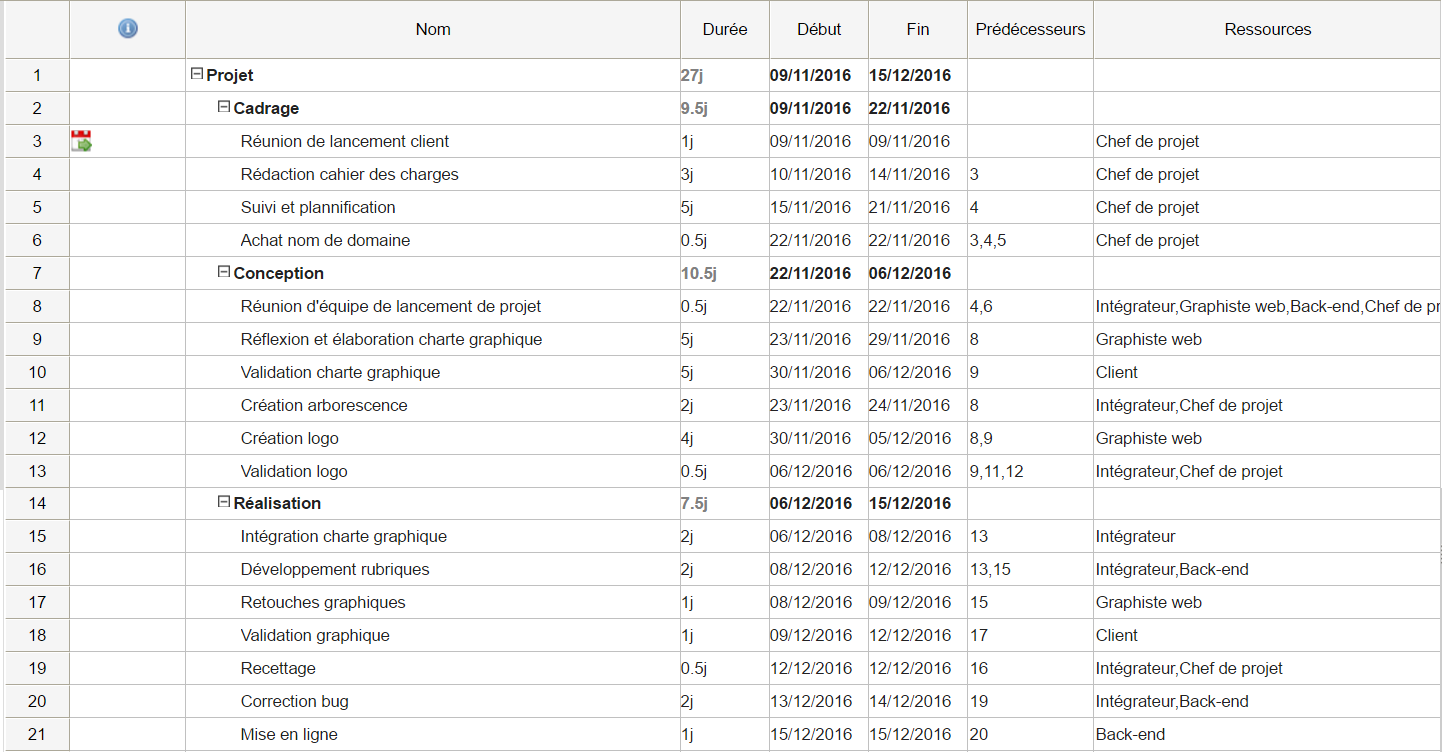 Nom Durée Début Fin Prédécesseurs Ressources
1 Projet 27j 09/11/2016 15/12/2016
2 Cadrage 9.5j 09/11/2016 22/11/2016
3 Réunion de lancement client 1j 09/11/2016 09/11/2016 Chef de projet
4 Rédaction cahier des charges 3j 10/11/2016 14/11/2016 3 Chef de projet
5 Suivi et plannification 5j 15/11/2016 21/11/2016 4 Chef de projet
6 Achat nom de domaine 0.5j 22/11/2016 22/11/2016 3,4,5 Chef de projet
7 Conception 10.5j 22/11/2016 06/12/2016
8 Réunion d'équipe de lancement de projet 0.5j 22/11/2016 22/11/2016 4,6 Intégrateur,Graphiste web,Back-end,Chef de pr
9 Réflexion et élaboration charte graphique 5j 23/11/2016 29/11/2016 8 Graphiste web
10 Validation charte graphique 5j 30/11/2016 06/12/2016 9 Client
11 Création arborescence 2j 23/11/2016 24/11/2016 8 Intégrateur,Chef de projet
12 Création logo 4j 30/11/2016 05/12/2016 8,9 Graphiste web
13 Validation logo 0.5j 06/12/2016 06/12/2016 9,11,12 Intégrateur,Chef de projet
14 Réalisation 7.5j 06/12/2016 15/12/2016
15 Intégration charte graphique 2j 06/12/2016 08/12/2016 13 Intégrateur
16 Développement rubriques 2j 08/12/2016 12/12/2016 13,15 Intégrateur,Back-end
17 Retouches graphiques 1j 08/12/2016 09/12/2016 15 Graphiste web
18 Validation graphique 1j 09/12/2016 12/12/2016 17 Client
19 Recettage 0.5j 12/12/2016 12/12/2016 16 Intégrateur,Chef de projet
20 Correction bug 2j 13/12/2016 14/12/2016 19 Intégrateur,Back-end
21 Mise en ligne 1j 15/12/2016 15/12/2016 20 Back-end